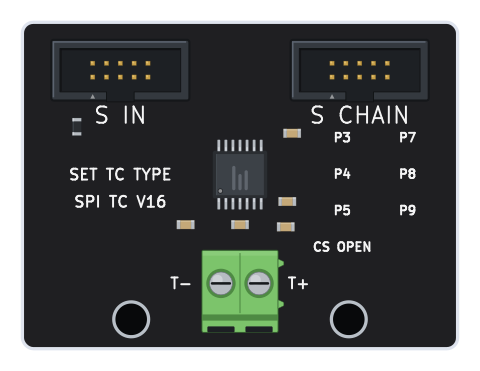 S IN
S CHAIN
P3 P7
SET TC TYPE
P4 P8
SPI TC V16
P5 P9
CS OPEN
T- T+